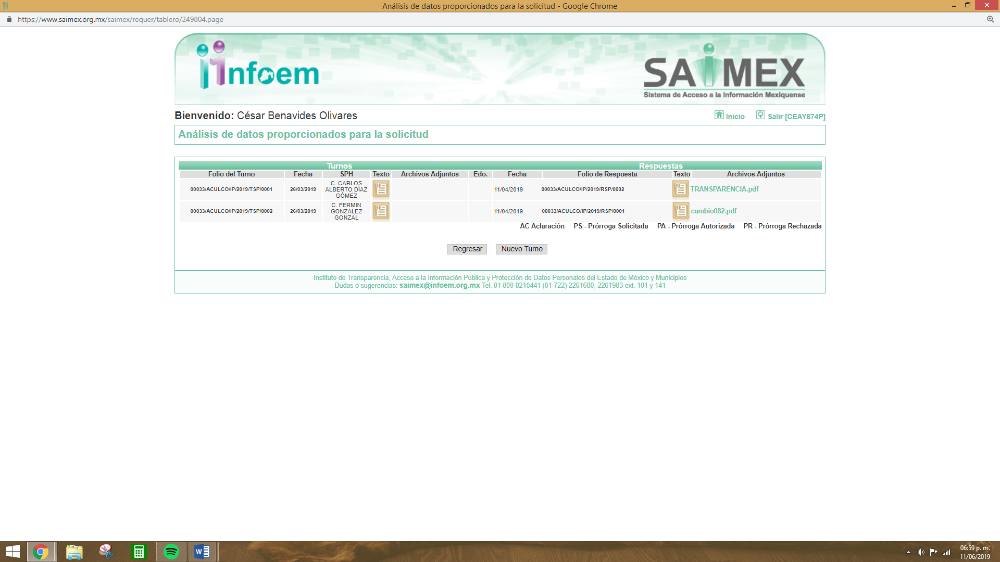 Análisis de datos proporcionados para la solicitud - Google Chrome
https://www.saimex.org.mx/saimex/requer/tablero/249804.page
infoem
SAIMEX
Sistema de Acceso a la Información Mexiquense
Bienvenido: César Benavides Olivares
Inicio Salir [CEAY874P]
Análisis de datos proporcionados para la solicitud
Turnos Respuestas
Folio del Turno Fecha SPH Texto Archivos Adjuntos Edo. Fecha Folio de Respuesta Texto Archivos Adjuntos
00033/ACULCO/IP/2019/TSP/0001 26/03/2019 C. CARLOS ALBERTO DÍAZ GÓMEZ 11/04/2019 00033/ACULCO/IP/2019/RSP/0002 TRANSPARENCIA.pdf
00033/ACULCO/IP/2019/TSP/0002 26/03/2019 C. FERMIN GONZALEZ GONZAL 11/04/2019 00033/ACULCO/IP/2019/RSP/0001 cambio082.pdf
AC Aclaración PS - Prórroga Solicitada PA - Prórroga Autorizada PR - Prórroga Rechazada
Regresar Nuevo Turno
Instituto de Transparencia, Acceso a la Información Pública y Protección de Datos Personales del Estado de México y Municipios
Dudas o sugerencias: saimex@infoem.org.mx Tel. 01 800 8210441 (01 722) 2261680, 2261983 ext. 101 y 141
06:59 p. m.
11/06/2019